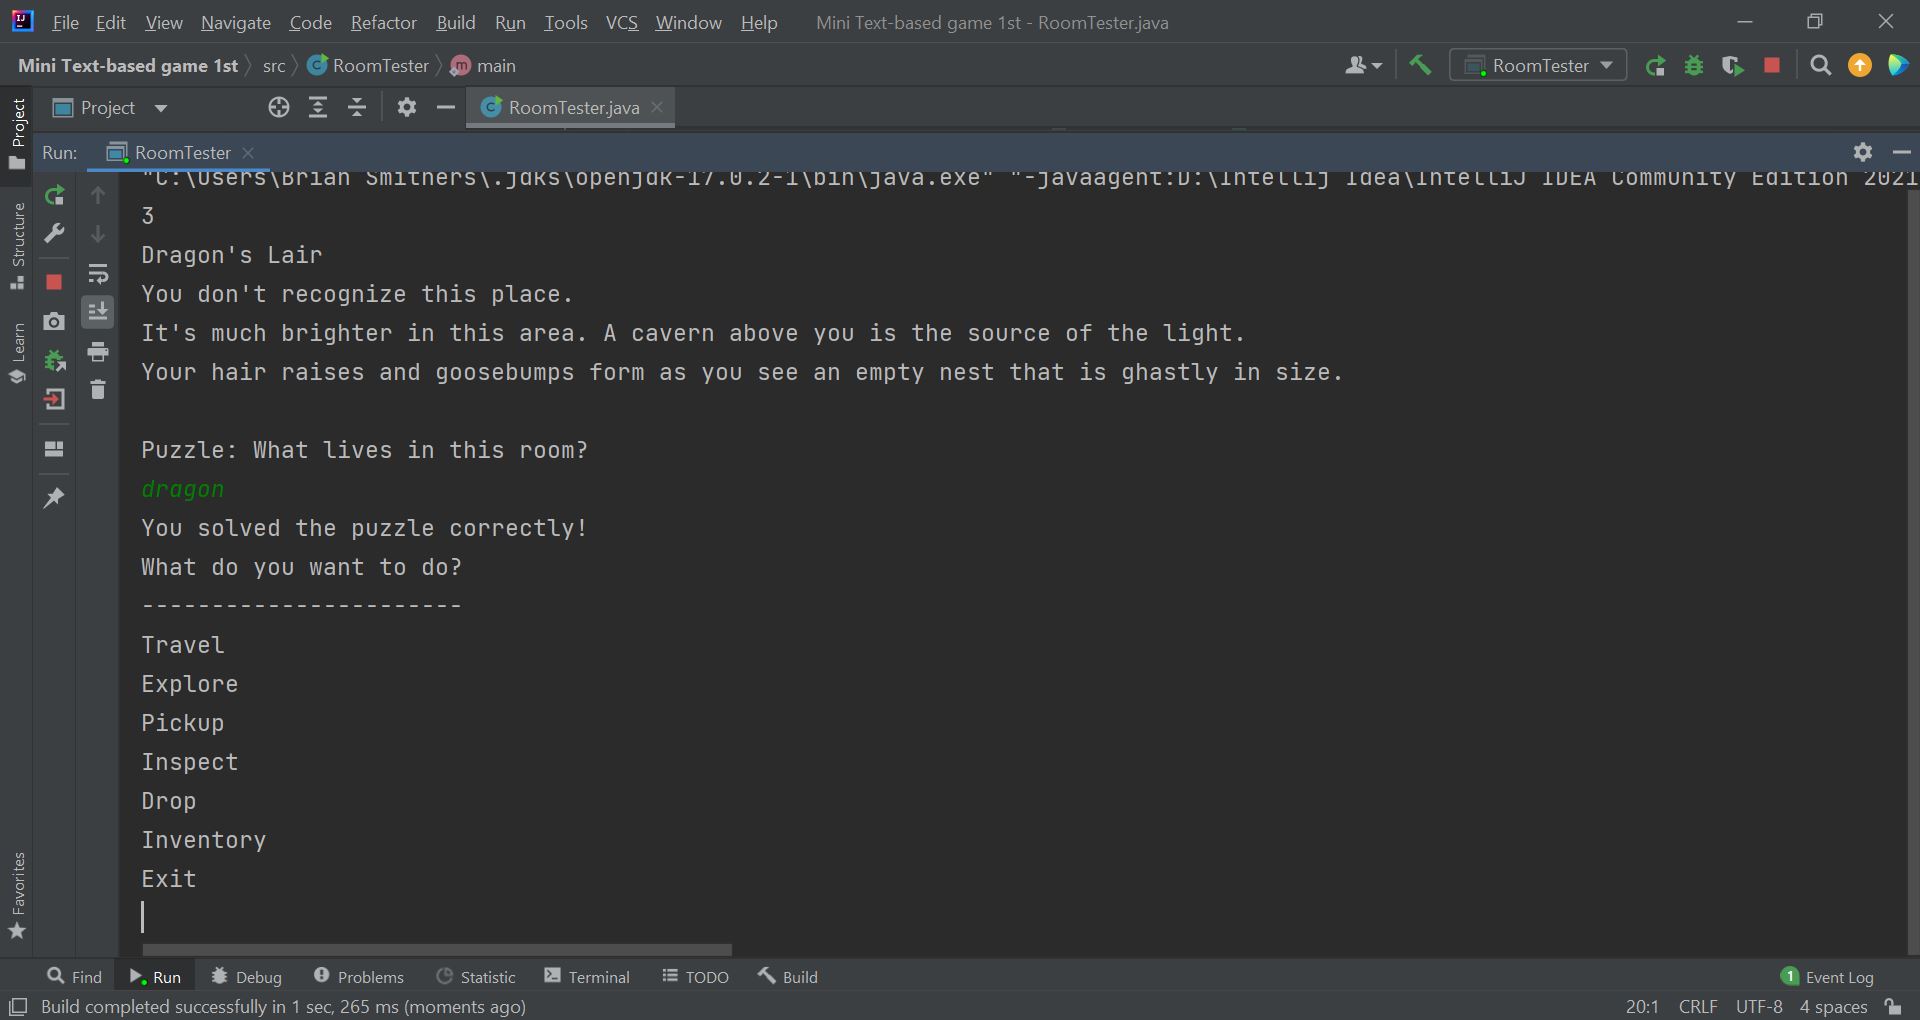 File Edit View Navigate Code Refactor Build Run Tools VCS Window Help Mini Text-based game 1st - RoomTester.java
Mini Text-based game 1st src RoomTester main RoomTester
Project RoomTester.java
Project
Run: RoomTester
"C:\Users\Brian Smithers\.jdks\openjdk-17.0.2-1\bin\java.exe" "-javaagent:D:\Intellij Idea\IntelliJ IDEA Community Edition 2021
3
Dragon's Lair
You don't recognize this place.
It's much brighter in this area. A cavern above you is the source of the light.
Your hair raises and goosebumps form as you see an empty nest that is ghastly in size.
Puzzle: What lives in this room?
dragon
You solved the puzzle correctly!
What do you want to do?
-----------------------
Travel
Explore
Pickup
Inspect
Drop
Inventory
Exit
Structure
Learn
Favorites
Find Run Debug Problems Statistic Terminal TODO Build 1 Event Log
Build completed successfully in 1 sec, 265 ms (moments ago) 20:1 CRLF UTF-8 4 spaces